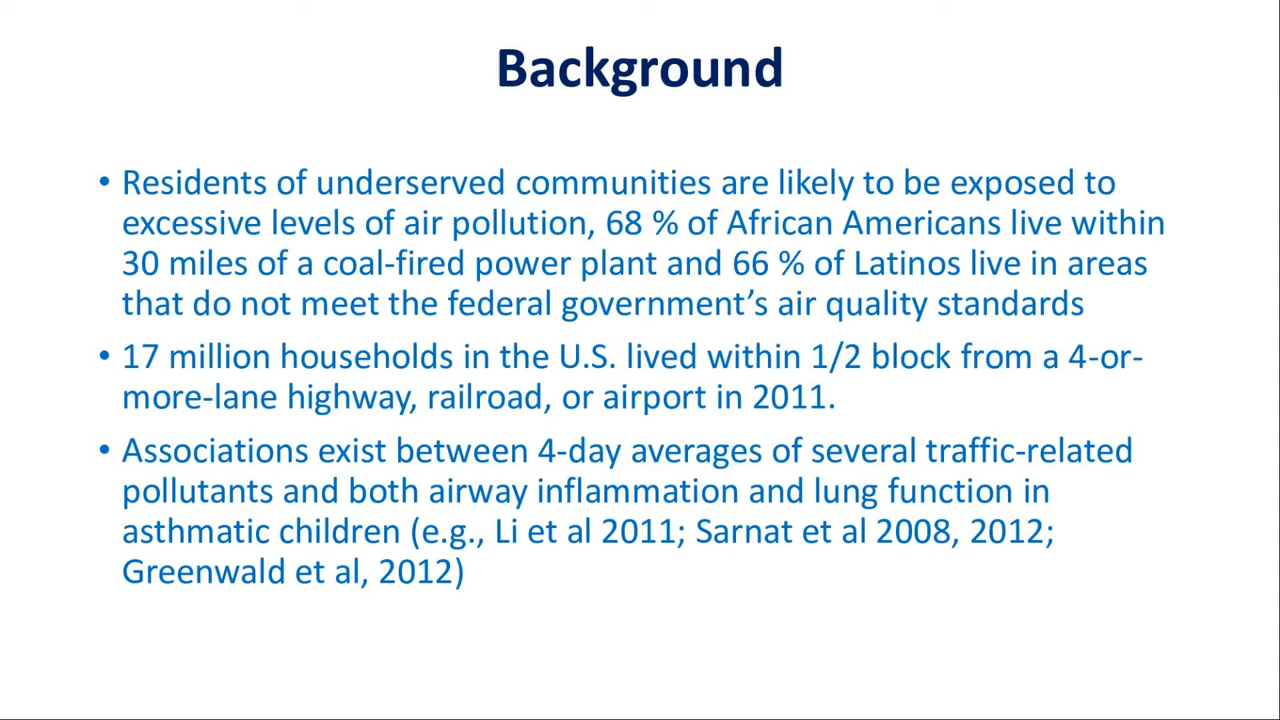 Background
• Residents of underserved communities are likely to be exposed to
excessive levels of air pollution, 68 % of African Americans live within
30 miles of a coal-fired power plant and 66 % of Latinos live in areas
that do not meet the federal government’s air quality standards
• 17 million households in the U.S. lived within 1/2 block from a 4-or-
more-lane highway, railroad, or airport in 2011.
• Associations exist between 4-day averages of several traffic-related
pollutants and both airway inflammation and lung function in
asthmatic children (e.g., Li et al 2011; Sarnat et al 2008, 2012;
Greenwald et al, 2012)